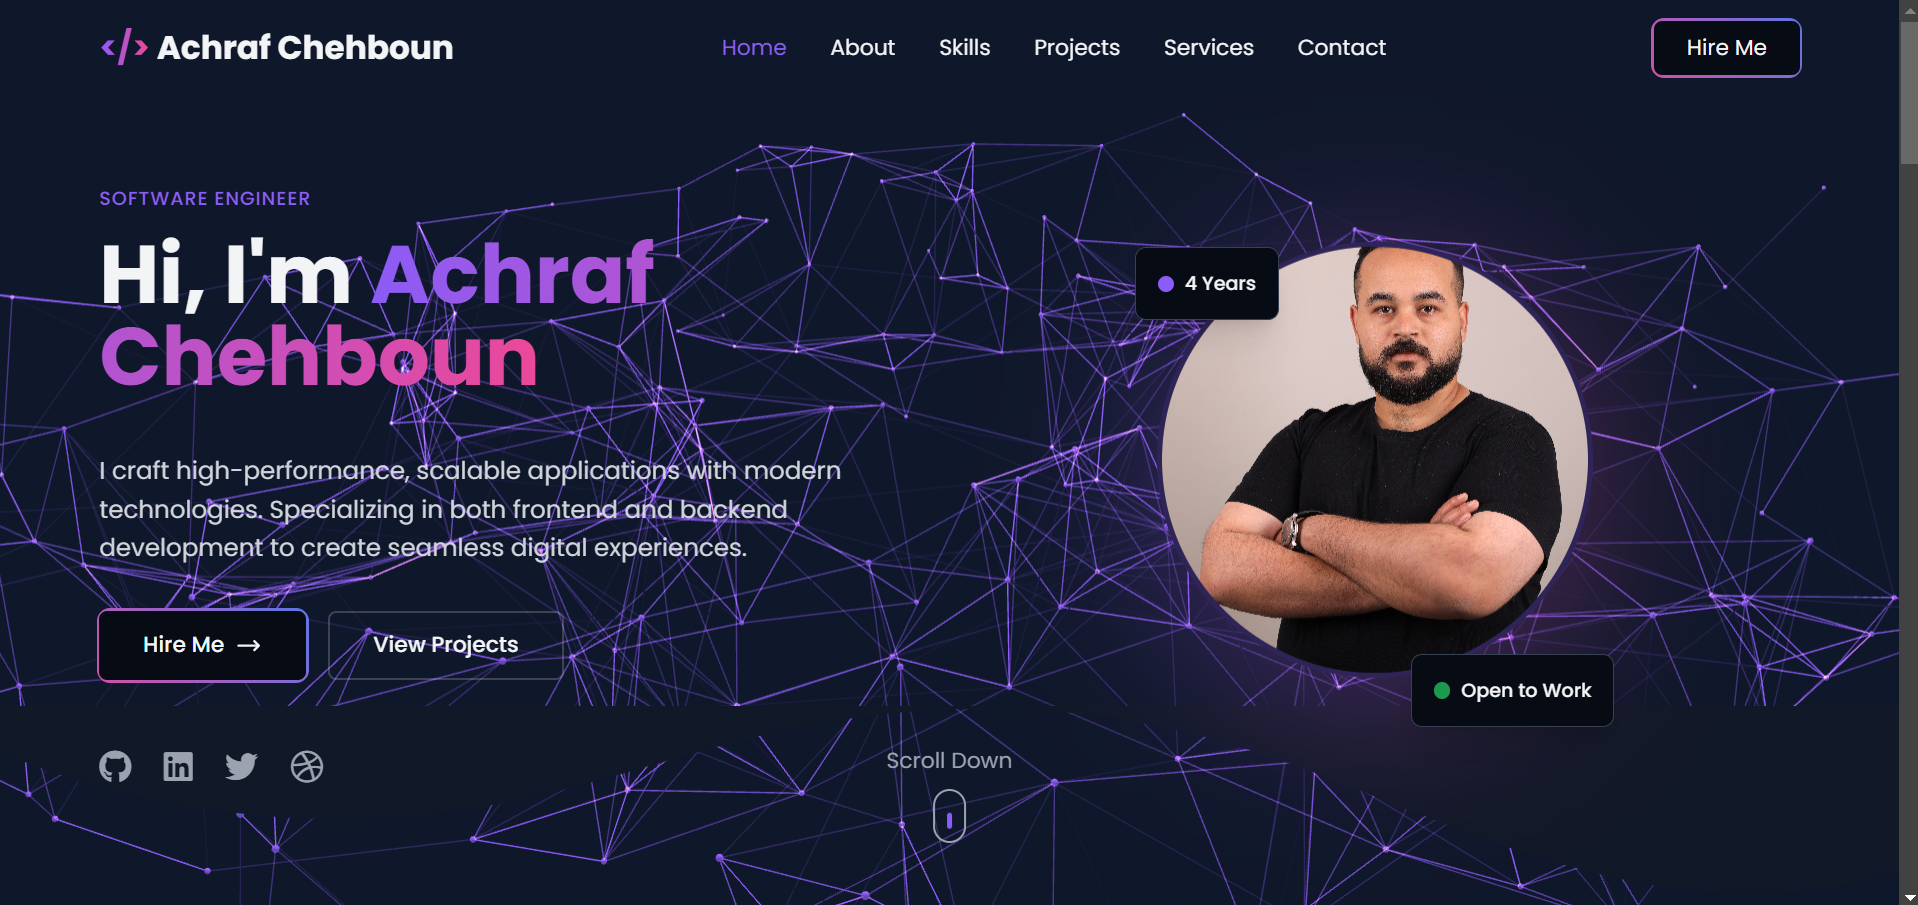 </> Achraf Chehboun
Home About Skills Projects Services Contact
Hire Me
SOFTWARE ENGINEER
Hi, I'm Achraf
Chehboun
I craft high-performance, scalable applications with modern
technologies. Specializing in both frontend and backend
development to create seamless digital experiences.
Hire Me →
View Projects
4 Years
Open to Work
Scroll Down